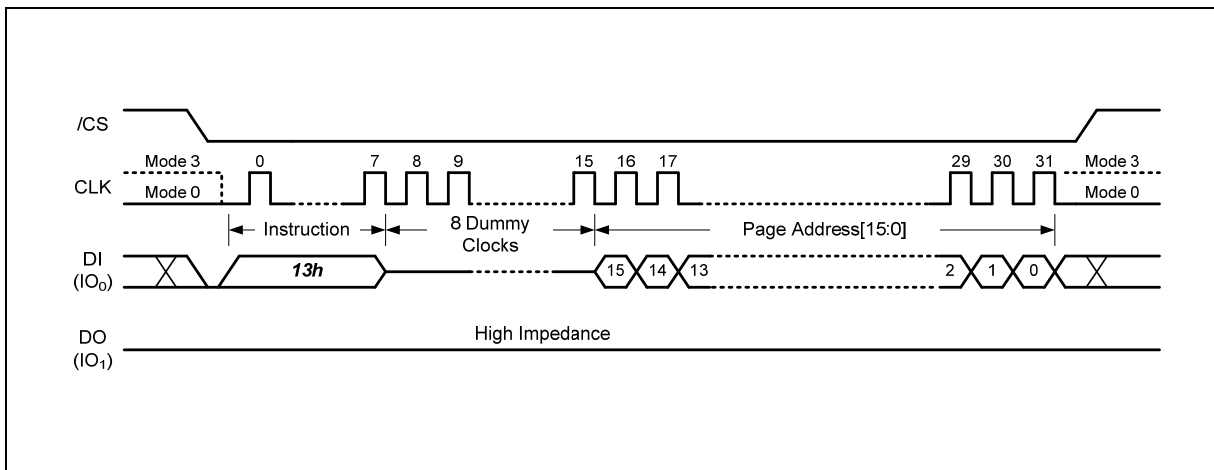 /CS
Mode 3 0 7 8 9 15 16 17 29 30 31 Mode 3
CLK
Mode 0 Mode 0
Instruction 8 Dummy Clocks Page Address[15:0]
DI
(IO₀)
13h 15 14 13 2 1 0
High Impedance
DO
(IO₁)